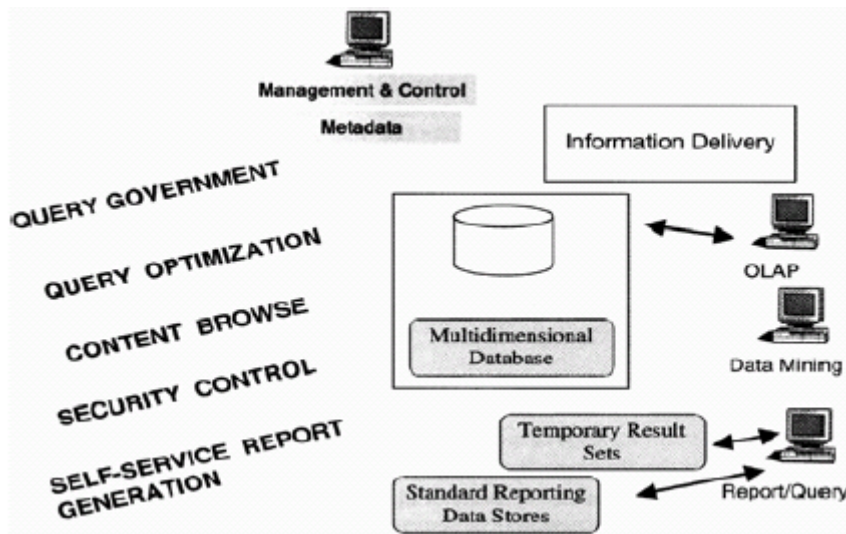 Management & Control
Metadata
Information Delivery
QUERY GOVERNMENT
QUERY OPTIMIZATION
CONTENT BROWSE
SECURITY CONTROL
SELF-SERVICE REPORT
GENERATION
Multidimensional
Database
OLAP
Data Mining
Temporary Result
Sets
Standard Reporting
Data Stores
Report/Query